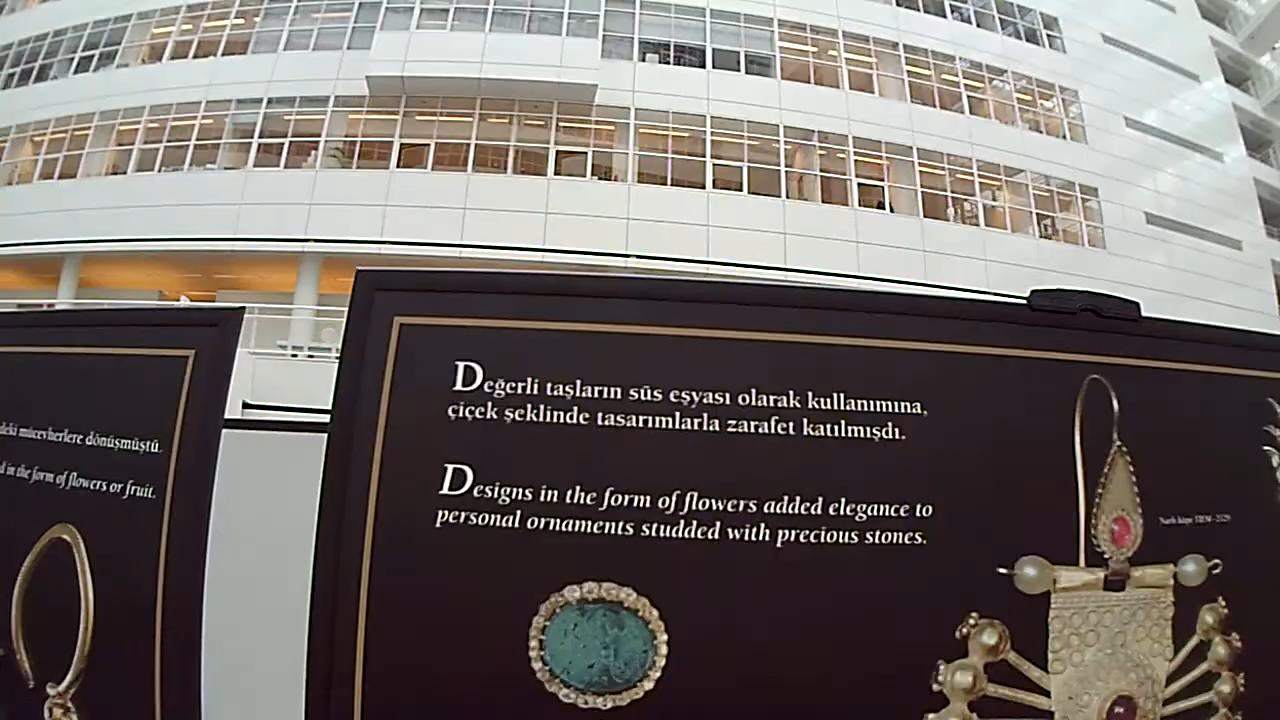 deki mücevherlere dönüşmüştü.
d in the form of flowers or fruit.
Değerli taşların süs eşyası olarak kullanımına,
çiçek şeklinde tasarımlarla zarafet katılmışdı.
Designs in the form of flowers added elegance to
personal ornaments studded with precious stones.